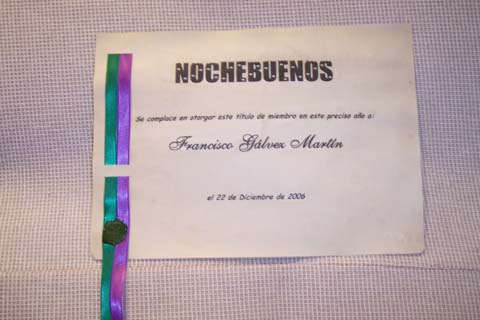 NOCHEBUENOS
Se complace en otorgar este título de miembro en este preciso año a:
Francisco Gálvez Martín
el 22 de Diciembre de 2006